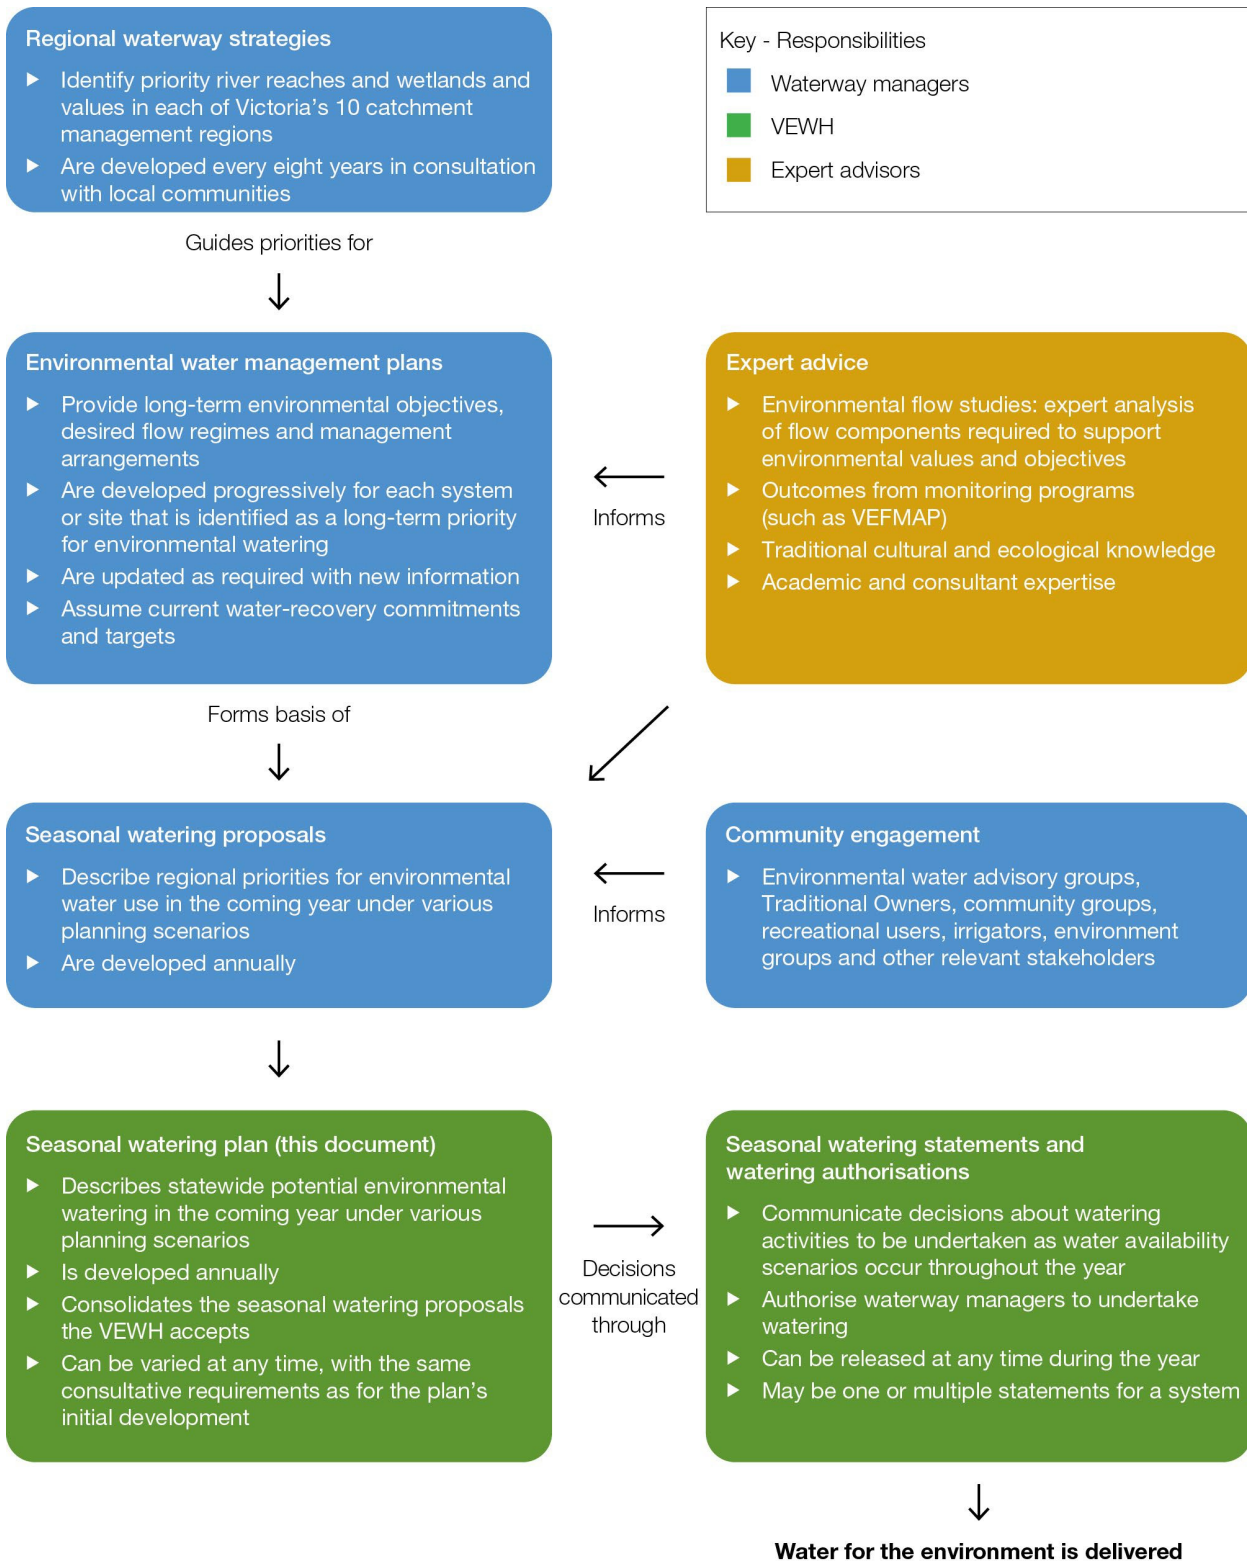 Regional waterway strategies
▶ Identify priority river reaches and wetlands and
values in each of Victoria's 10 catchment
management regions
▶ Are developed every eight years in consultation
with local communities
Key - Responsibilities
Waterway managers
VEWH
Expert advisors
Guides priorities for
Environmental water management plans
▶ Provide long-term environmental objectives,
desired flow regimes and management
arrangements
▶ Are developed progressively for each system
or site that is identified as a long-term priority
for environmental watering
▶ Are updated as required with new information
▶ Assume current water-recovery commitments
and targets
Informs
Expert advice
▶ Environmental flow studies: expert analysis
of flow components required to support
environmental values and objectives
▶ Outcomes from monitoring programs
(such as VEFMAP)
▶ Traditional cultural and ecological knowledge
▶ Academic and consultant expertise
Forms basis of
Seasonal watering proposals
▶ Describe regional priorities for environmental
water use in the coming year under various
planning scenarios
▶ Are developed annually
Informs
Community engagement
▶ Environmental water advisory groups,
Traditional Owners, community groups,
recreational users, irrigators, environment
groups and other relevant stakeholders
Seasonal watering plan (this document)
▶ Describes statewide potential environmental
watering in the coming year under various
planning scenarios
▶ Is developed annually
▶ Consolidates the seasonal watering proposals
the VEWH accepts
▶ Can be varied at any time, with the same
consultative requirements as for the plan's
initial development
Decisions
communicated
through
Seasonal watering statements and
watering authorisations
▶ Communicate decisions about watering
activities to be undertaken as water availability
scenarios occur throughout the year
▶ Authorise waterway managers to undertake
watering
▶ Can be released at any time during the year
▶ May be one or multiple statements for a system
Water for the environment is delivered